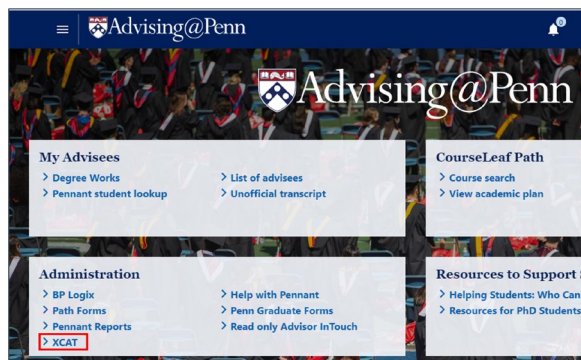 Advising@Penn
0
Advising@Penn
My Advisees
Degree Works
Pennant student lookup
List of advisees
Unofficial transcript
CourseLeaf Path
Course search
View academic plan
Administration
BP Logix
Path Forms
Pennant Reports
XCAT
Help with Pennant
Penn Graduate Forms
Read only Advisor InTouch
Resources to Support
Helping Students: Who Can
Resources for PhD Students